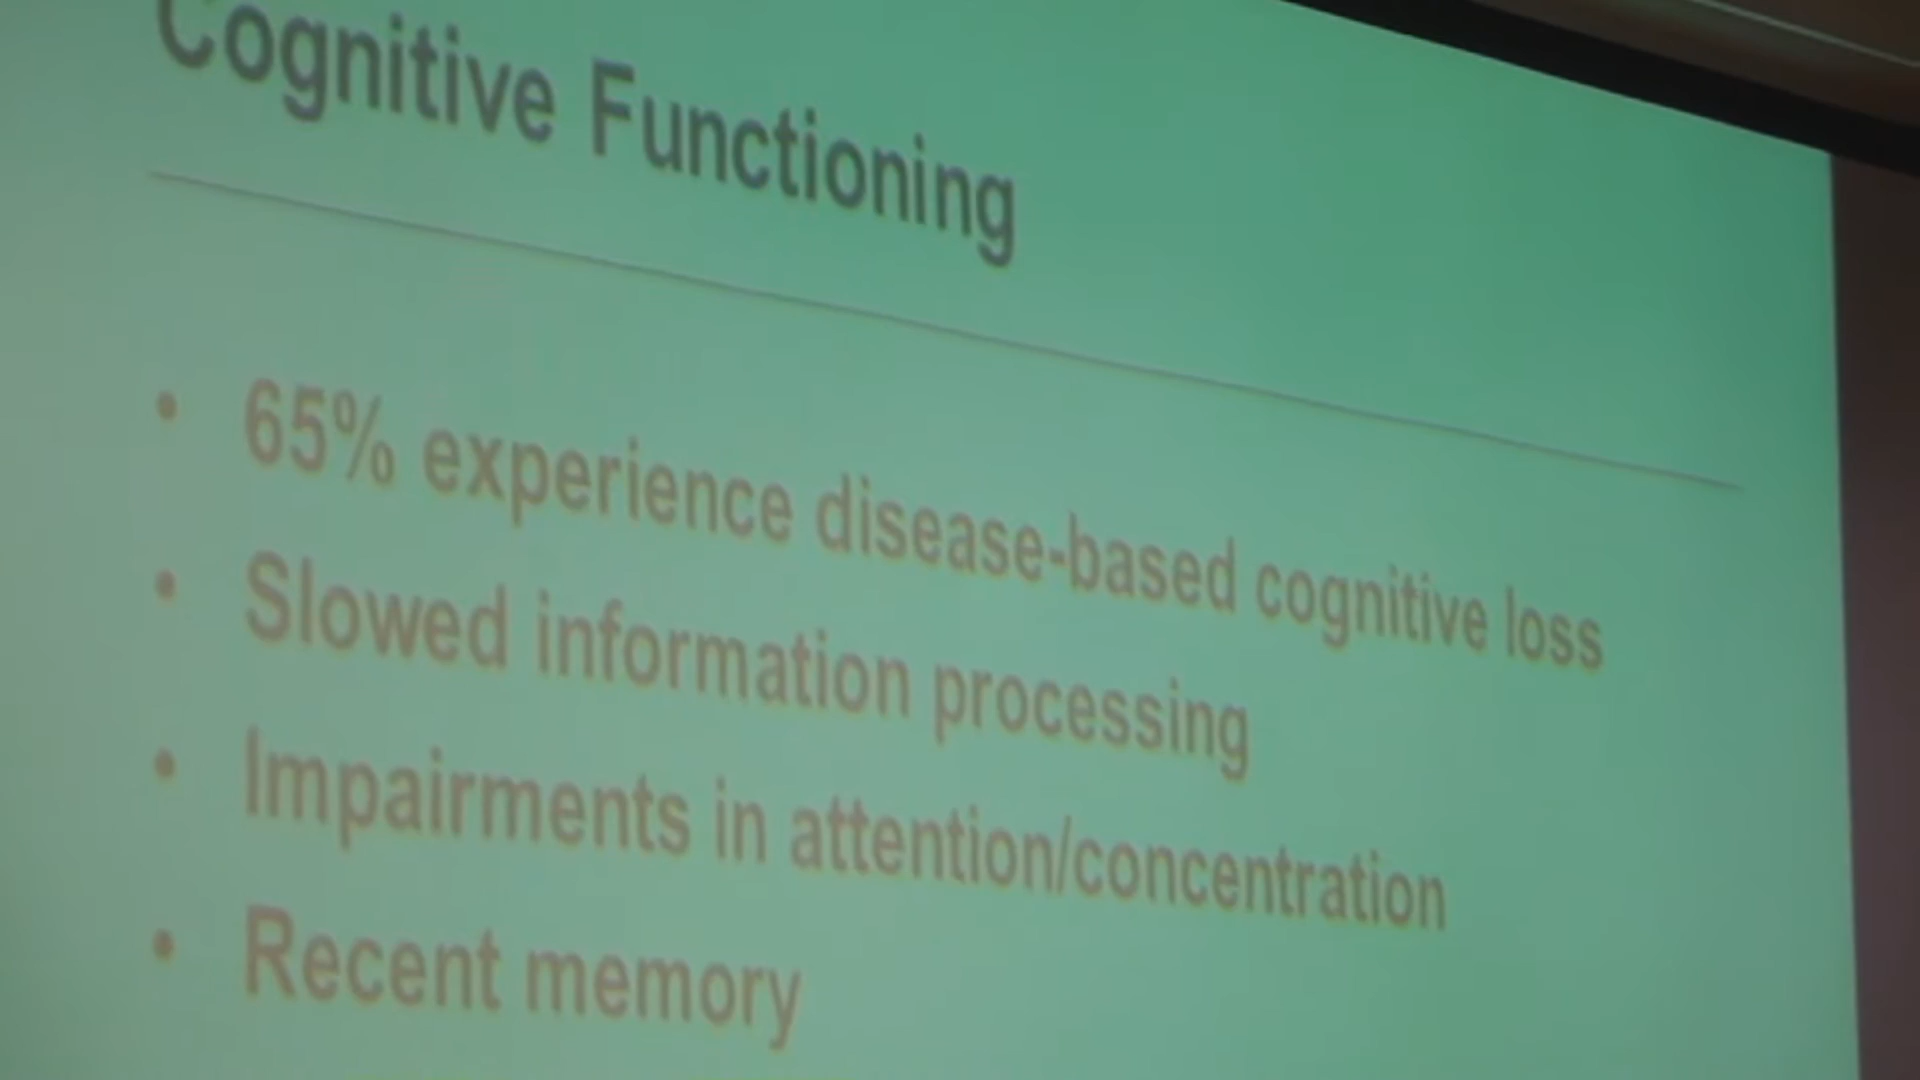 Cognitive Functioning
• 65% experience disease-based cognitive loss
• Slowed information processing
• Impairments in attention/concentration
• Recent memory